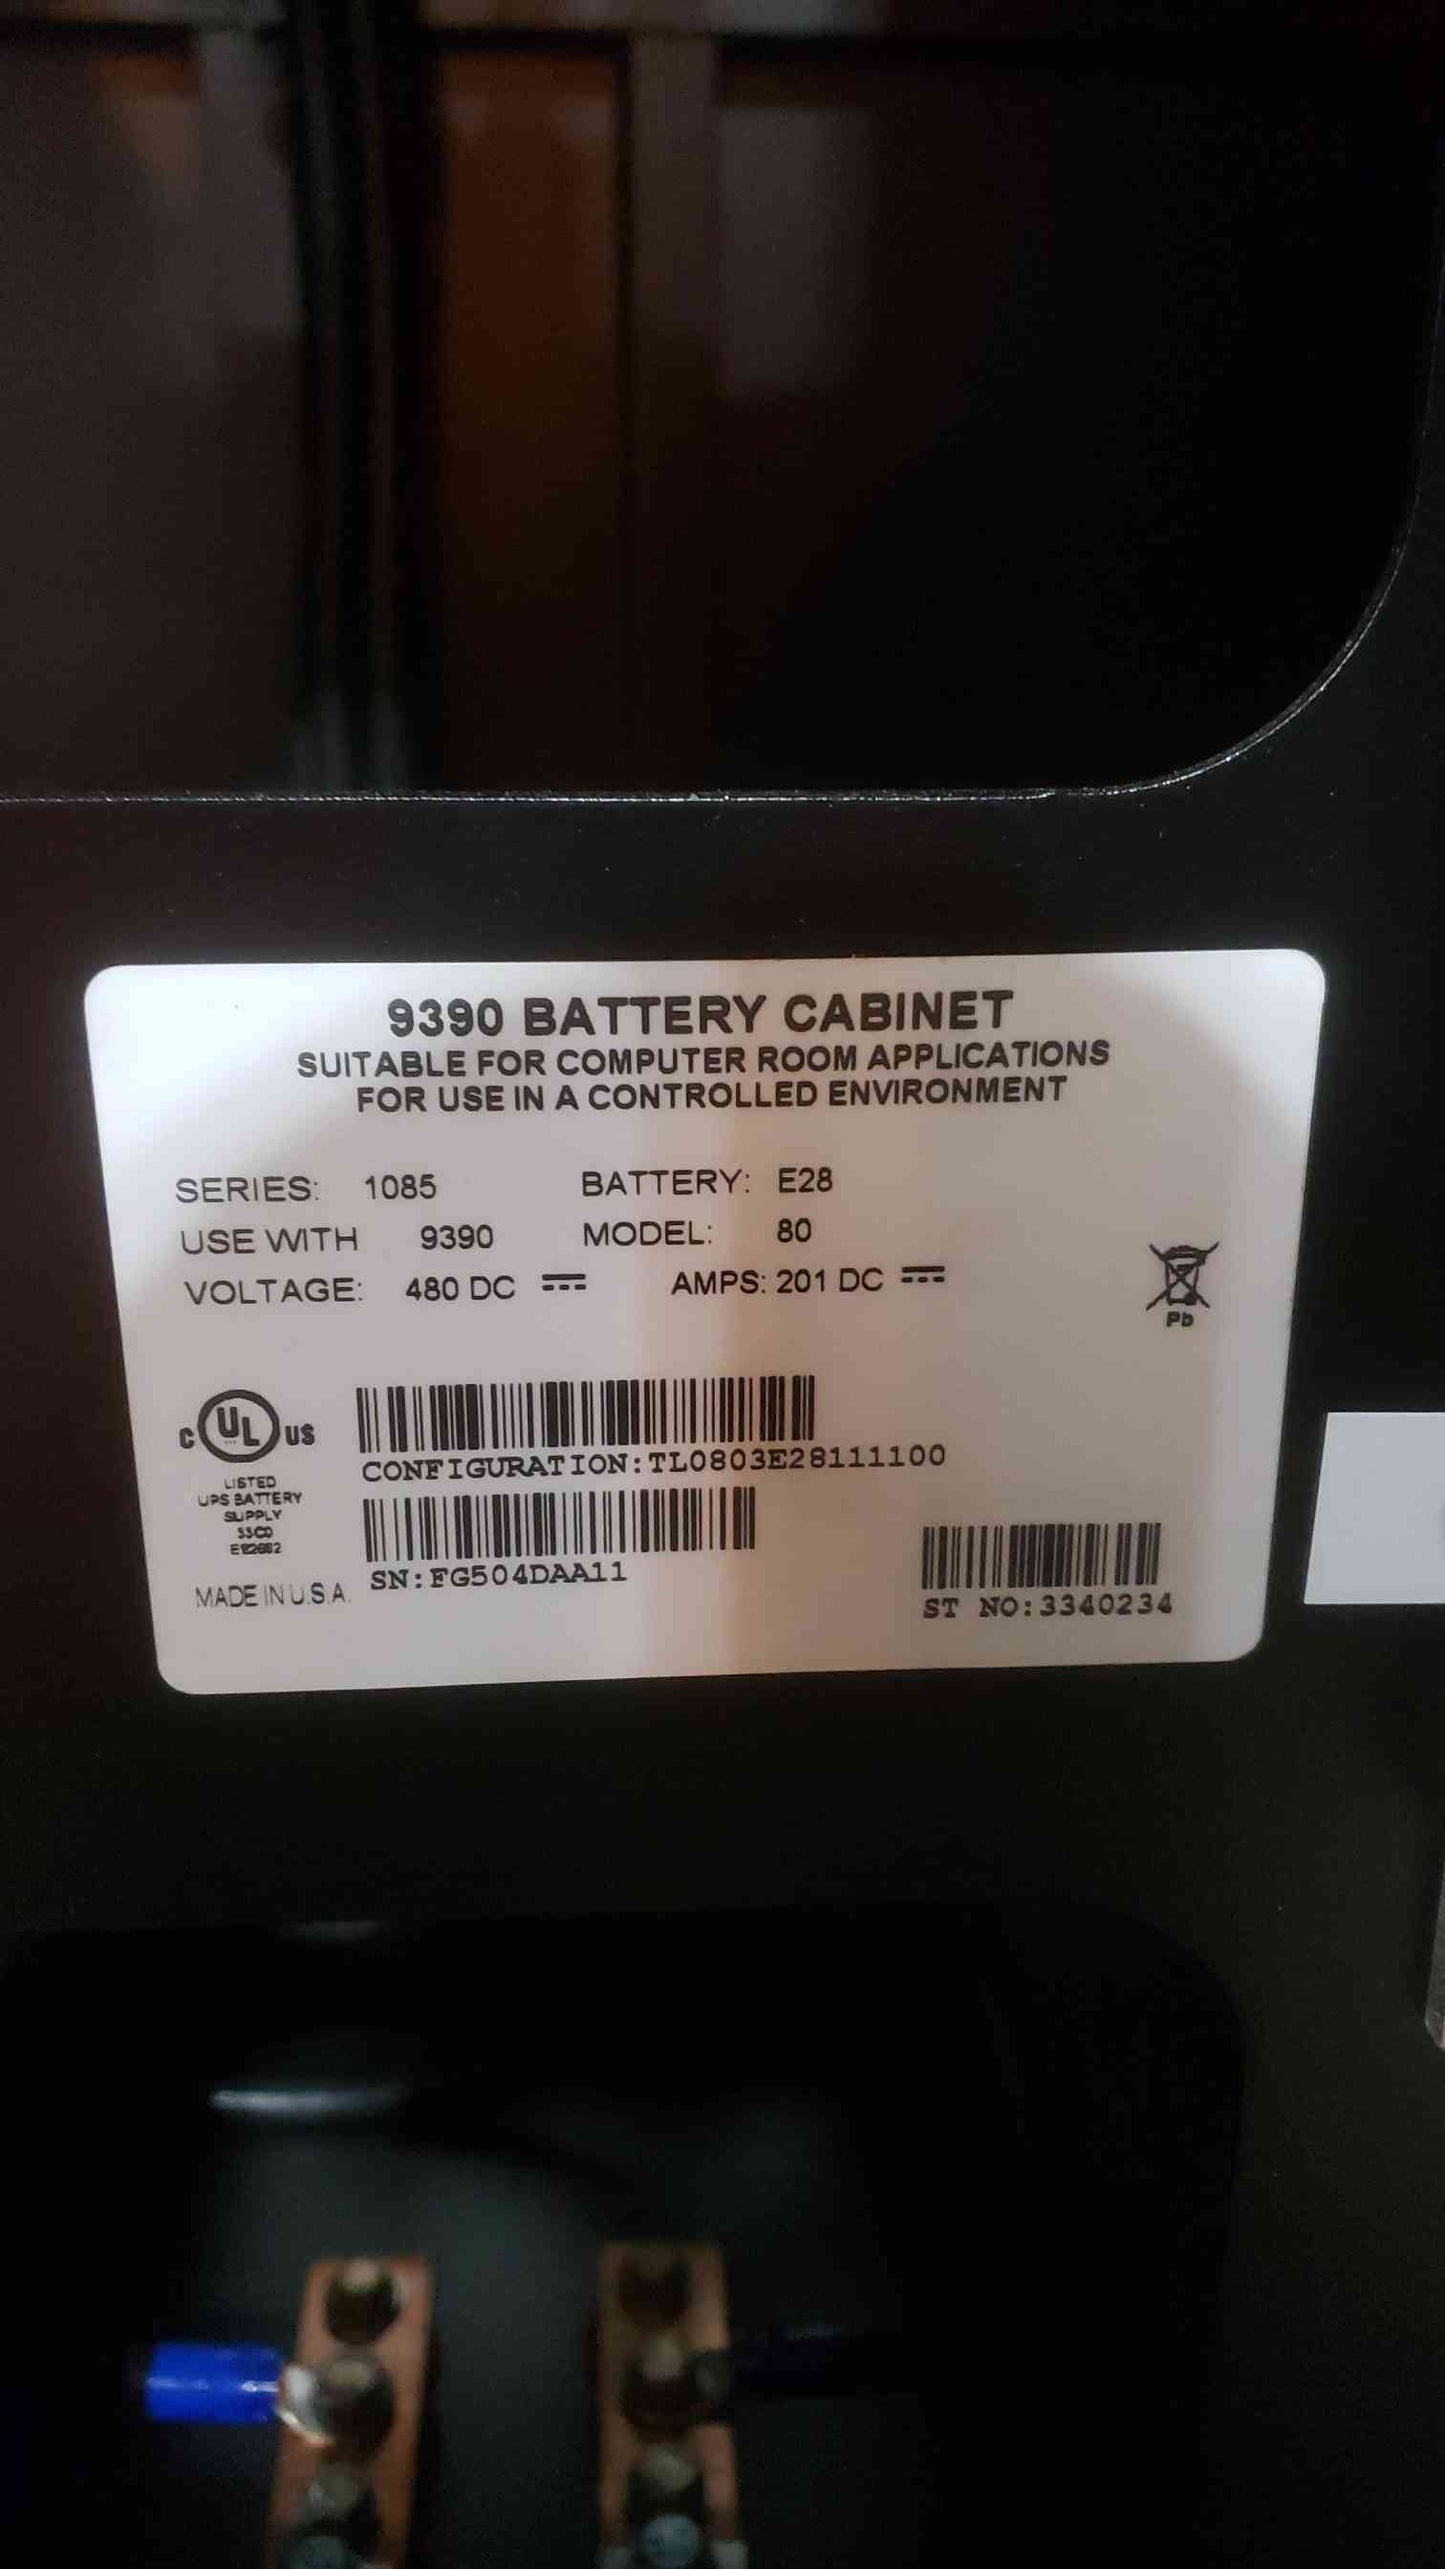 9390 BATTERY CABINET
SUITABLE FOR COMPUTER ROOM APPLICATIONS
FOR USE IN A CONTROLLED ENVIRONMENT
SERIES: 1085 BATTERY: E28
USE WITH 9390 MODEL: 80
VOLTAGE: 480 DC AMPS: 201 DC
Pb
C UL US
LISTED
UPS BATTERY
SUPPLY
CONFIGURATION:TL0803E28111100
SN:FG504DAA11
MADE IN U.S.A.
ST NO:3340234